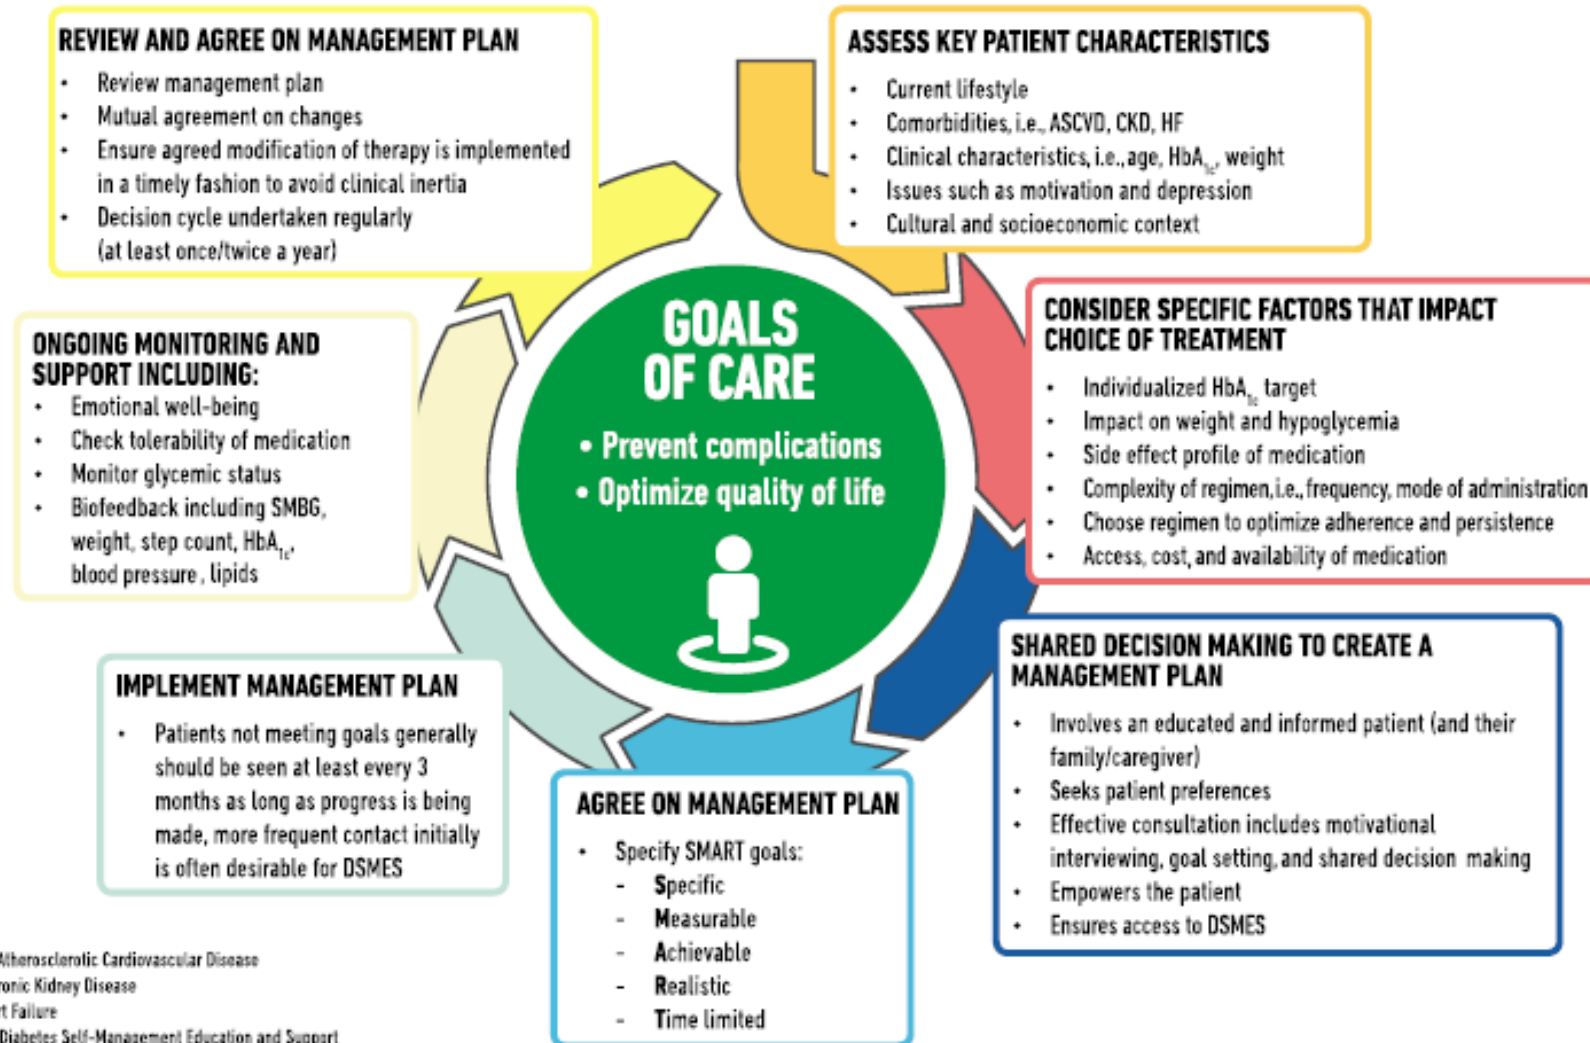 REVIEW AND AGREE ON MANAGEMENT PLAN
• Review management plan
• Mutual agreement on changes
• Ensure agreed modification of therapy is implemented
in a timely fashion to avoid clinical inertia
• Decision cycle undertaken regularly
(at least once/twice a year)
ASSESS KEY PATIENT CHARACTERISTICS
• Current lifestyle
• Comorbidities, i.e., ASCVD, CKD, HF
• Clinical characteristics, i.e., age, HbA1c, weight
• Issues such as motivation and depression
• Cultural and socioeconomic context
CONSIDER SPECIFIC FACTORS THAT IMPACT
CHOICE OF TREATMENT
• Individualized HbA1c target
• Impact on weight and hypoglycemia
• Side effect profile of medication
• Complexity of regimen, i.e., frequency, mode of administration
• Choose regimen to optimize adherence and persistence
• Access, cost, and availability of medication
SHARED DECISION MAKING TO CREATE A
MANAGEMENT PLAN
• Involves an educated and informed patient (and their
family/caregiver)
• Seeks patient preferences
• Effective consultation includes motivational
interviewing, goal setting, and shared decision making
• Empowers the patient
• Ensures access to DSMES
AGREE ON MANAGEMENT PLAN
• Specify SMART goals:
- Specific
- Measurable
- Achievable
- Realistic
- Time limited
IMPLEMENT MANAGEMENT PLAN
• Patients not meeting goals generally
should be seen at least every 3
months as long as progress is being
made, more frequent contact initially
is often desirable for DSMES
ONGOING MONITORING AND
SUPPORT INCLUDING:
• Emotional well-being
• Check tolerability of medication
• Monitor glycemic status
• Biofeedback including SMBG,
weight, step count, HbA1c,
blood pressure, lipids
GOALS
OF CARE
• Prevent complications
• Optimize quality of life
Atherosclerotic Cardiovascular Disease
Kidney Disease
Failure
Diabetes Self-Management Education and Support